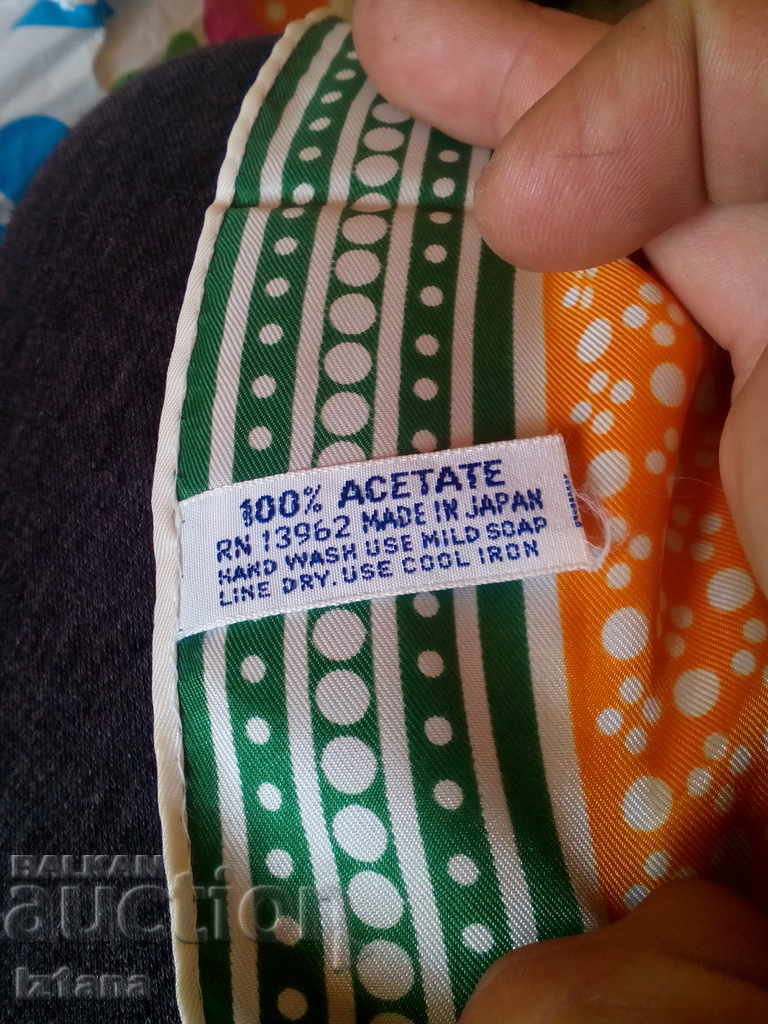 100% ACETATE
RN 13962 MADE IN JAPAN
HAND WASH USE MILD SOAP
LINE DRY. USE COOL IRON
BALKAN
auction
Iztana